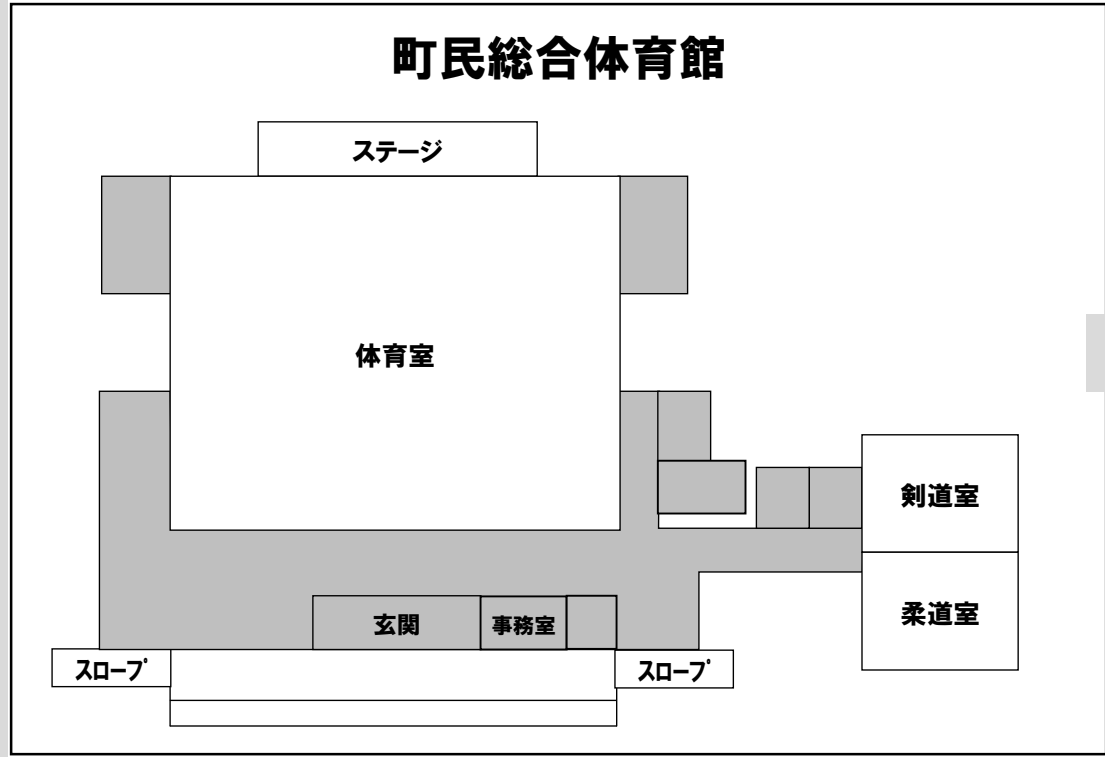 町民総合体育館
ステージ
体育室
剣道室
玄関
事務室
柔道室
スロープ
スロープ